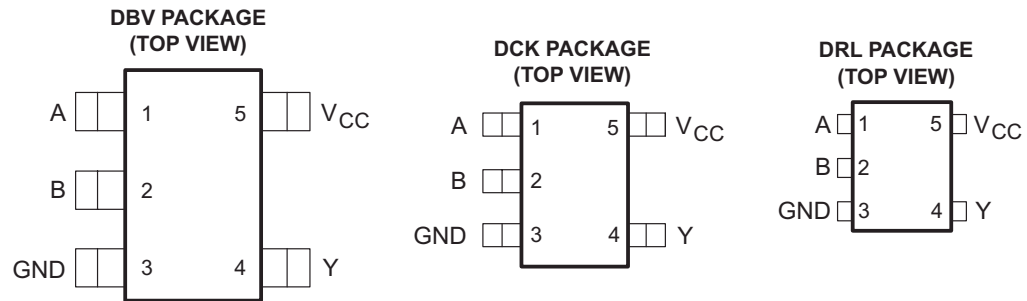 DBV PACKAGE
(TOP VIEW)
A 1 5 VCC
B 2
GND 3 4 Y
DCK PACKAGE
(TOP VIEW)
A 1 5 VCC
B 2
GND 3 4 Y
DRL PACKAGE
(TOP VIEW)
A 1 5 VCC
B 2
GND 3 4 Y